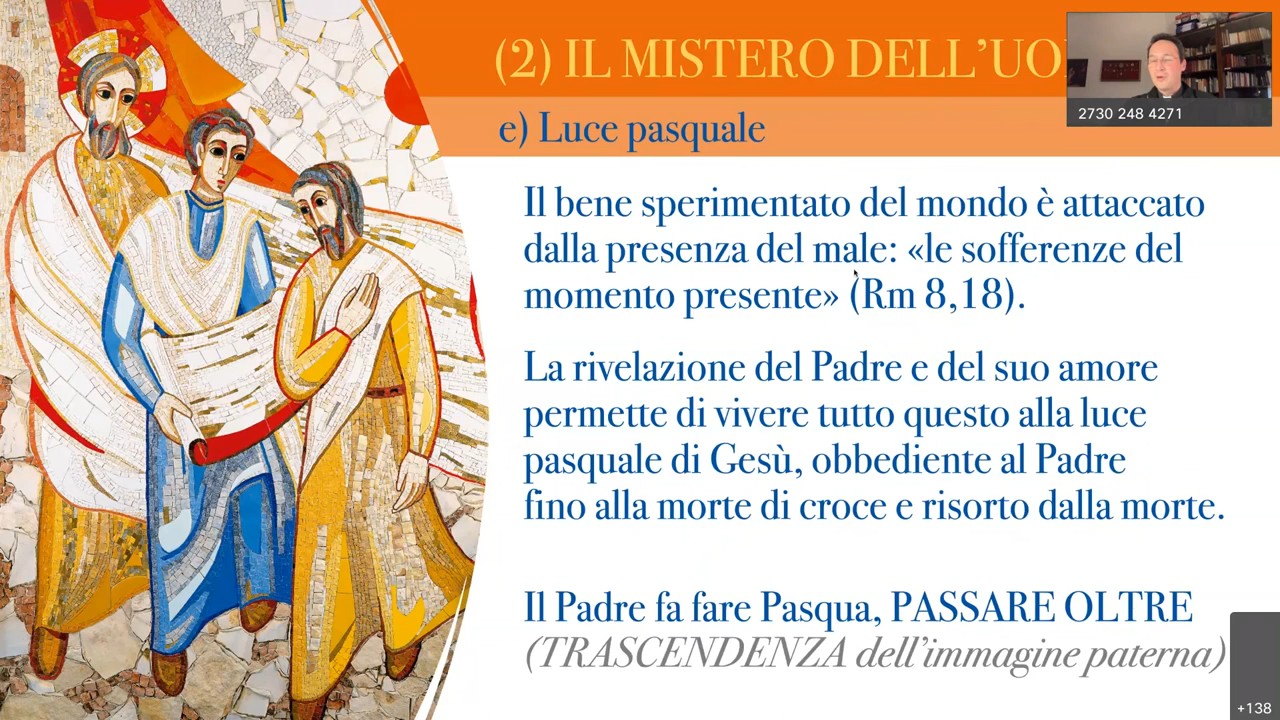 (2) IL MISTERO DELL'UO
2730 248 4271
e) Luce pasquale
Il bene sperimentato del mondo è attaccato
dalla presenza del male: «le sofferenze del
momento presente» (Rm 8,18).
La rivelazione del Padre e del suo amore
permette di vivere tutto questo alla luce
pasquale di Gesù, obbediente al Padre
fino alla morte di croce e risorto dalla morte.
Il Padre fa fare Pasqua, PASSARE OLTRE
(TRASCENDENZA dell'immagine paterna)
+138